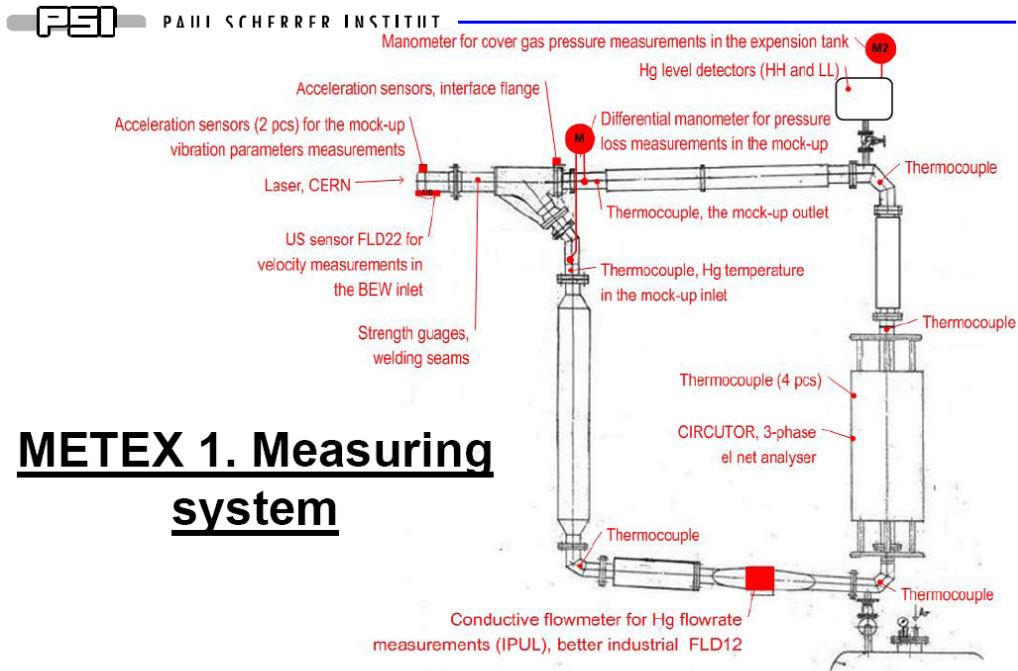 PSI PAUL SCHERRER INSTITUT
Manometer for cover gas pressure measurements in the expension tank
M2
Hg level detectors (HH and LL)
Acceleration sensors, interface flange
Differential manometer for pressure
loss measurements in the mock-up
M
Acceleration sensors (2 pcs) for the mock-up
vibration parameters measurements
Thermocouple
Laser, CERN
US
Thermocouple, the mock-up outlet
US sensor FLD22 for
velocity measurements in
the BEW inlet
Thermocouple, Hg temperature
in the mock-up inlet
Thermocouple
Strength guages,
welding seams
Thermocouple (4 pcs)
CIRCUTOR, 3-phase
el net analyser
METEX 1. Measuring
system
Thermocouple
Thermocouple
Ar
Conductive flowmeter for Hg flowrate
measurements (IPUL), better industrial FLD12